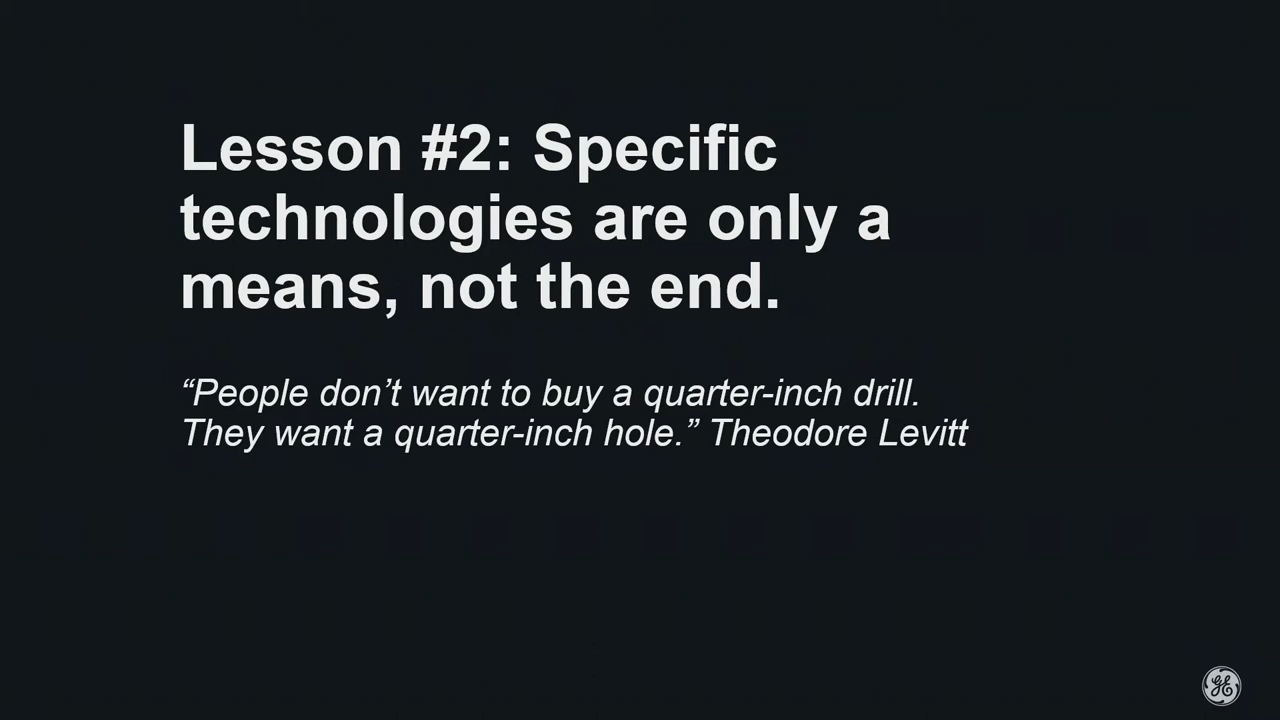 Lesson #2: Specific
technologies are only a
means, not the end.
“People don’t want to buy a quarter-inch drill.
They want a quarter-inch hole.” Theodore Levitt
GE